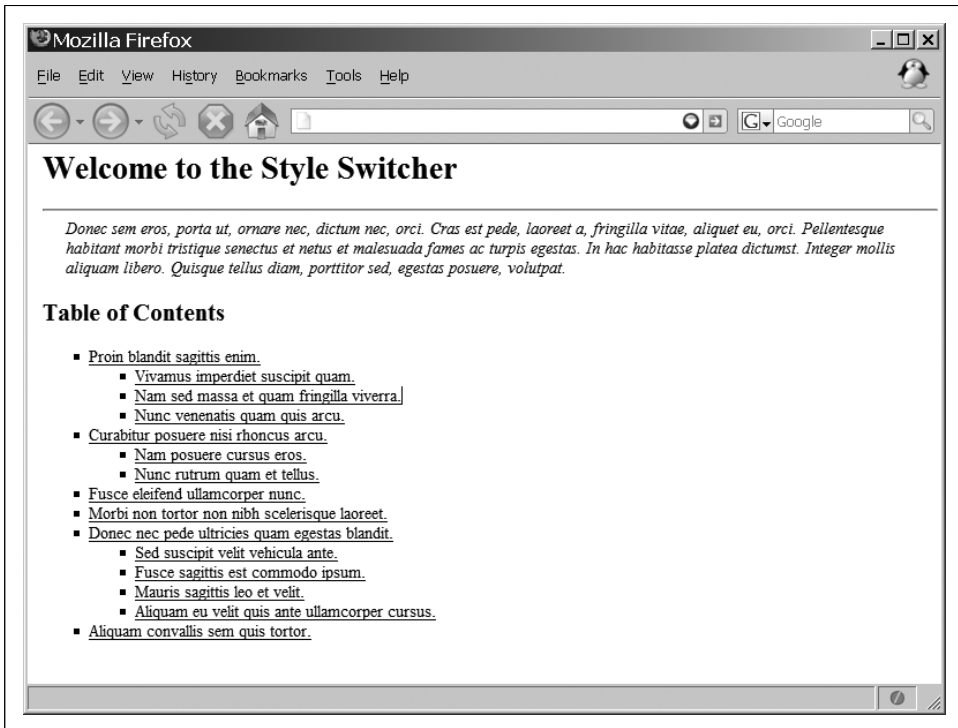 Mozilla Firefox
File Edit View History Bookmarks Tools Help
G Google
Welcome to the Style Switcher
Donec sem eros, porta ut, ornare nec, dictum nec, orci. Cras est pede, laoreet a, fringilla vitae, aliquet eu, orci. Pellentesque
habitant morbi tristique senectus et netus et malesuada fames ac turpis egestas. In hac habitasse platea dictumst. Integer mollis
aliquam libero. Quisque tellus diam, porttitor sed, egestas posuere, volutpat.
Table of Contents
Proin blandit sagittis enim.
Vivamus imperdiet suscipit quam.
Nam sed massa et quam fringilla viverra.
Nunc venenatis quam quis arcu.
Curabitur posuere nisi rhoncus arcu.
Nam posuere cursus eros.
Nunc rutrum quam et tellus.
Fusce eleifend ullamcorper nunc.
Morbi non tortor non nibh scelerisque laoreet.
Donec nec pede ultricies quam egestas blandit.
Sed suscipit velit vehicula ante.
Fusce sagittis est commodo ipsum.
Mauris sagittis leo et velit.
Aliquam eu velit quis ante ullamcorper cursus.
Aliquam convallis sem quis tortor.